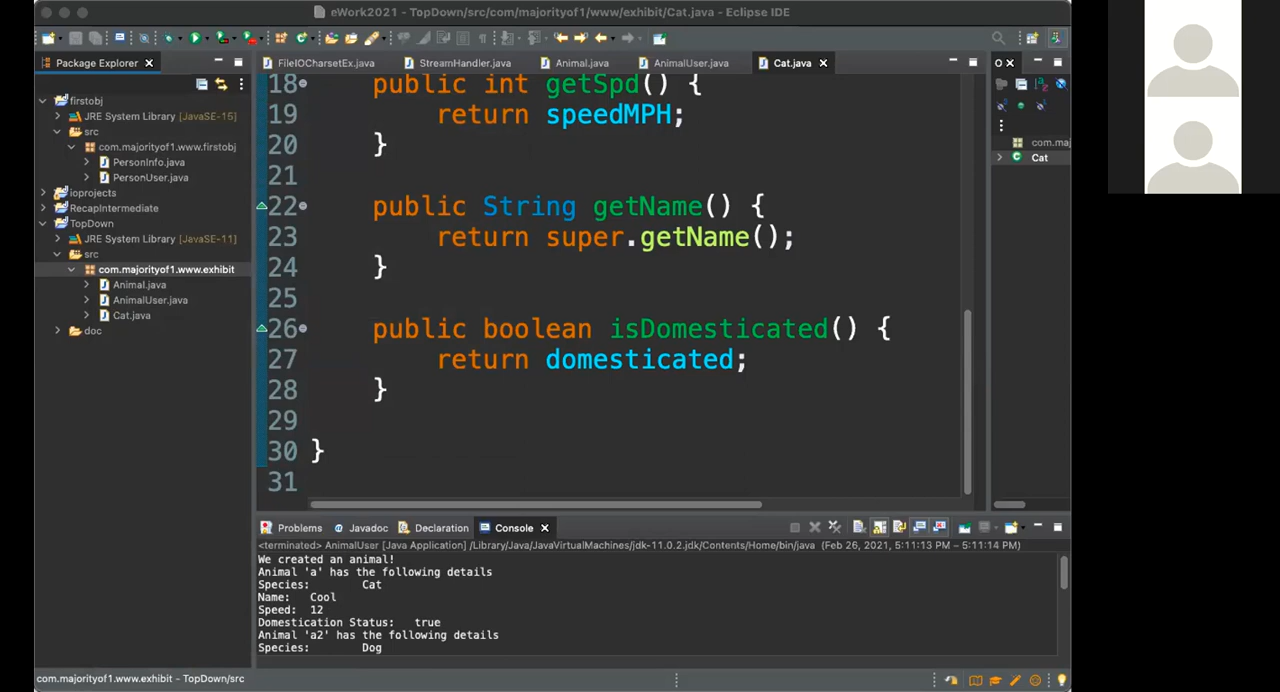 eWork2021 - TopDown/src/com/majorityof1/www/exhibit/Cat.java - Eclipse IDE
Package Explorer
FileIOCharsetEx.java
StreamHandler.java
Animal.java
AnimalUser.java
Cat.java
firstobj
JRE System Library [JavaSE-15]
src
com.majorityof1.www.firstobj
PersonInfo.java
PersonUser.java
ioprojects
RecapIntermediate
TopDown
JRE System Library [JavaSE-11]
src
com.majorityof1.www.exhibit
Animal.java
AnimalUser.java
Cat.java
doc
18 public int getSpd() {
19 return speedMPH;
20 }
21
22 public String getName() {
23 return super.getName();
24 }
25
26 public boolean isDomesticated() {
27 return domesticated;
28 }
29
30 }
31
com.maj
Cat
Problems
Javadoc
Declaration
Console
<terminated> AnimalUser [Java Application] /Library/Java/JavaVirtualMachines/jdk-11.0.2.jdk/Contents/Home/bin/java (Feb 26, 2021, 5:11:13 PM – 5:11:14 PM)
We created an animal!
Animal 'a' has the following details
Species: Cat
Name: Cool
Speed: 12
Domestication Status: true
Animal 'a2' has the following details
Species: Dog
com.majorityof1.www.exhibit - TopDown/src